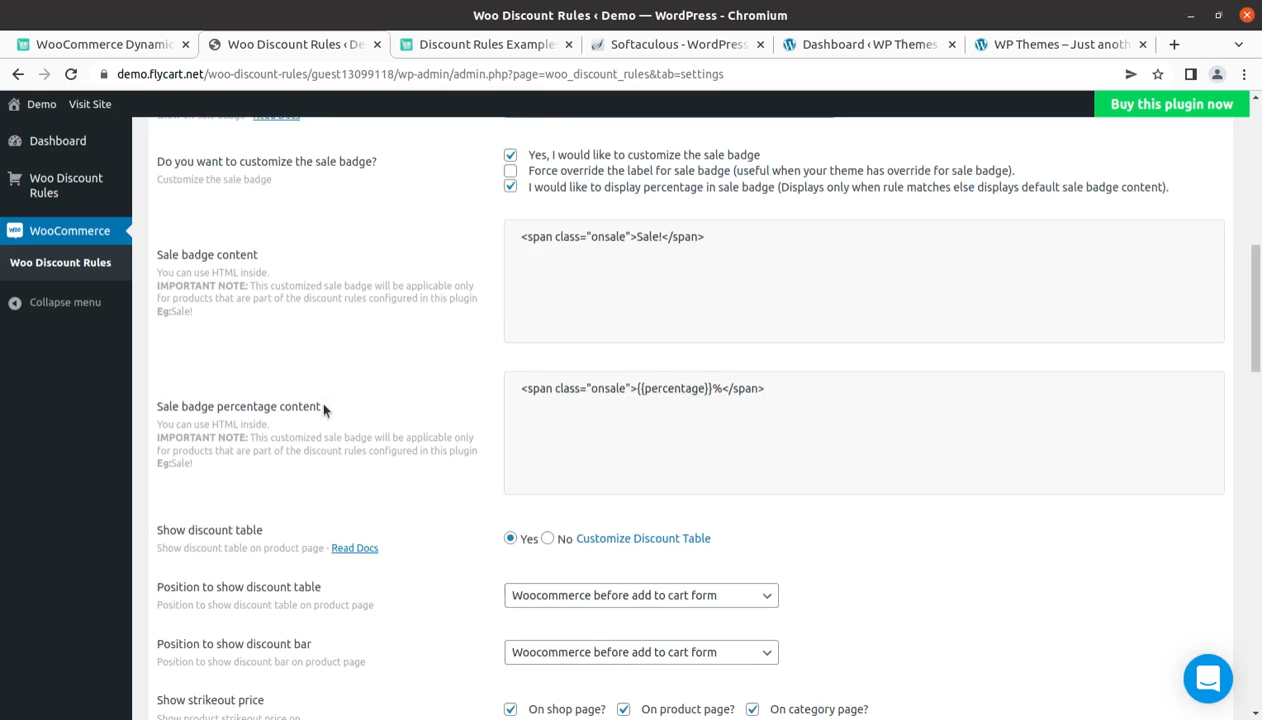 Woo Discount Rules ‹ Demo — WordPress - Chromium
WooCommerce Dynamic
Woo Discount Rules ‹ De
Discount Rules Example
Softaculous - WordPress
Dashboard ‹ WP Themes
WP Themes – Just anoth
demo.flycart.net/woo-discount-rules/guest13099118/wp-admin/admin.php?page=woo_discount_rules&tab=settings
Demo Visit Site
Buy this plugin now
Dashboard
Woo Discount
Rules
WooCommerce
Woo Discount Rules
Collapse menu
Read Docs
Do you want to customize the sale badge?
Customize the sale badge
Yes, I would like to customize the sale badge
Force override the label for sale badge (useful when your theme has override for sale badge).
I would like to display percentage in sale badge (Displays only when rule matches else displays default sale badge content).
Sale badge content
You can use HTML inside.
IMPORTANT NOTE: This customized sale badge will be applicable only
for products that are part of the discount rules configured in this plugin
Eg:Sale!
<span class="onsale">Sale!</span>
Sale badge percentage content
You can use HTML inside.
IMPORTANT NOTE: This customized sale badge will be applicable only
for products that are part of the discount rules configured in this plugin
Eg:Sale!
<span class="onsale">{{percentage}}%</span>
Show discount table
Show discount table on product page - Read Docs
Yes No Customize Discount Table
Position to show discount table
Position to show discount table on product page
Woocommerce before add to cart form
Position to show discount bar
Position to show discount bar on product page
Woocommerce before add to cart form
Show strikeout price
Show product strikeout price on
On shop page? On product page? On category page?